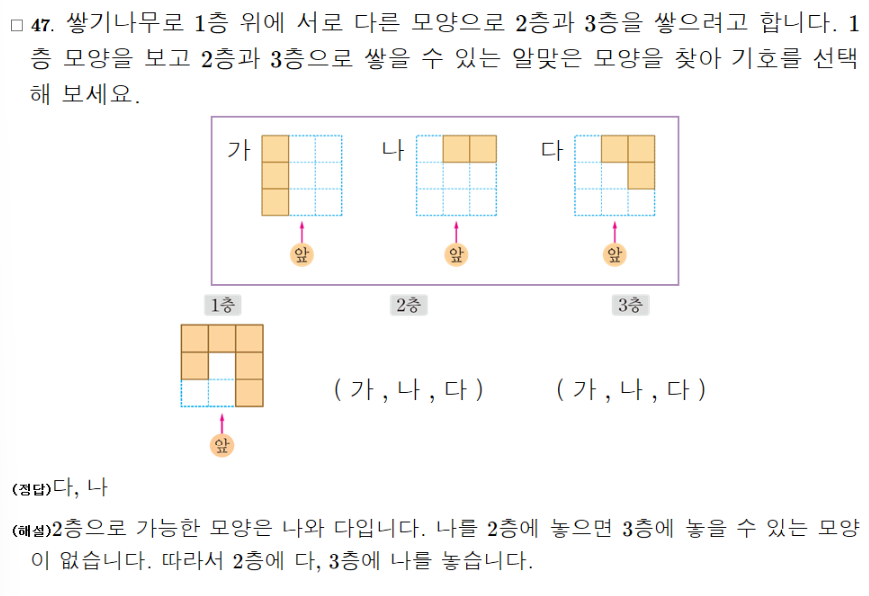 □ 47. 쌓기나무로 1층 위에 서로 다른 모양으로 2층과 3층을 쌓으려고 합니다. 1
층 모양을 보고 2층과 3층으로 쌓을 수 있는 알맞은 모양을 찾아 기호를 선택
해 보세요.
가 나 다
앞 앞 앞
1층 2층 3층
( 가 , 나 , 다 ) ( 가 , 나 , 다 )
앞
(정답)다, 나
(해설)2층으로 가능한 모양은 나와 다입니다. 나를 2층에 놓으면 3층에 놓을 수 있는 모양
이 없습니다. 따라서 2층에 다, 3층에 나를 놓습니다.